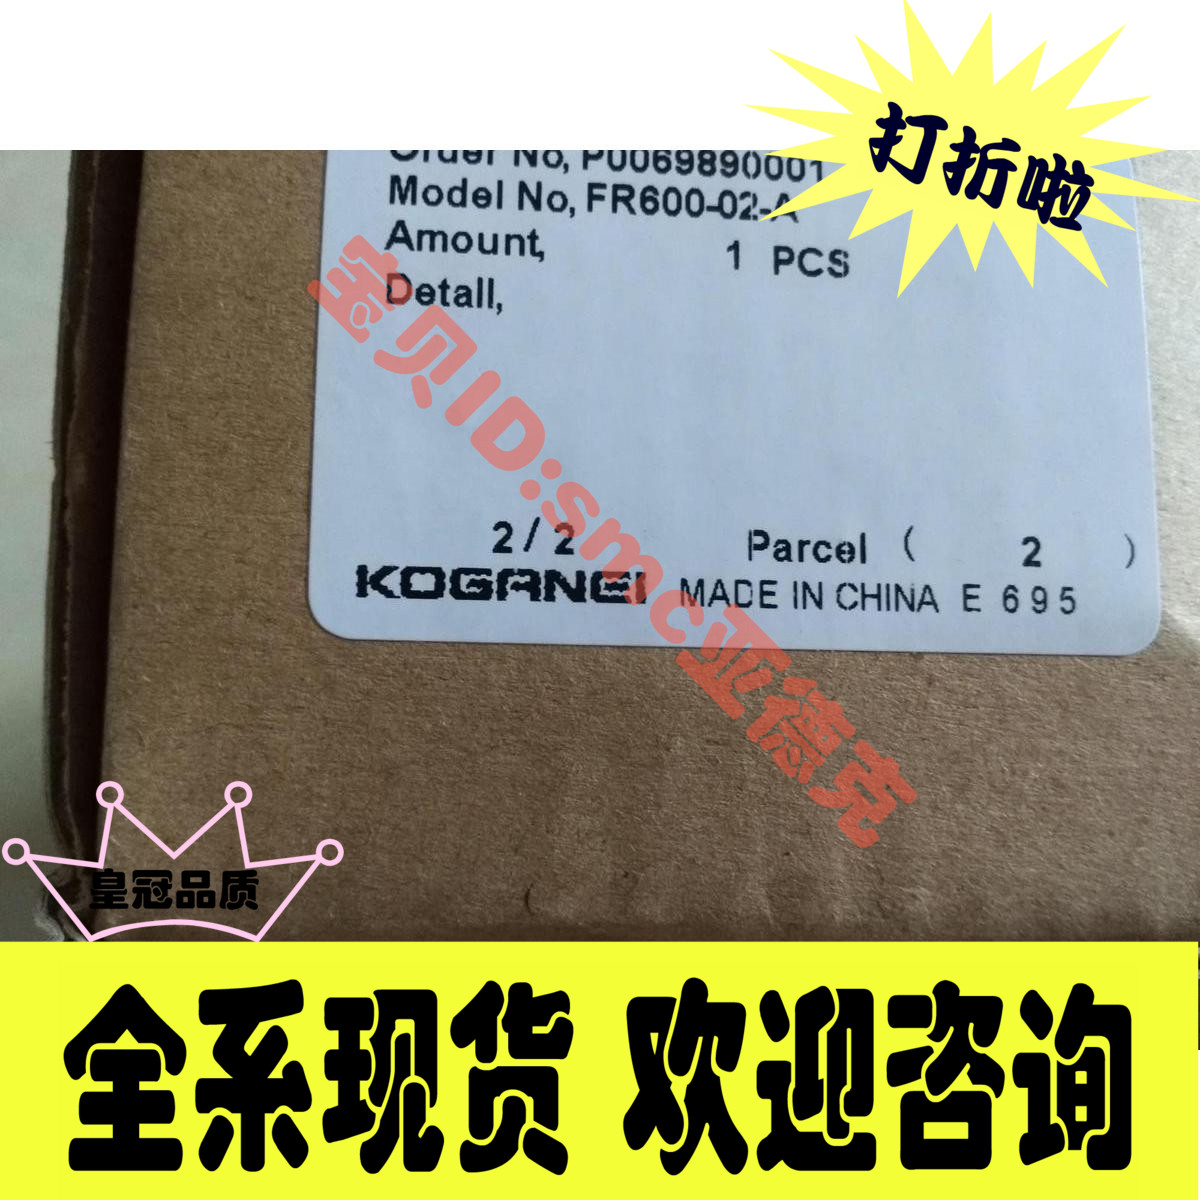 打折啦
Order No, P0069890001
Model No, FR600-02-A
Amount, 1 PCS
Detall,
宝贝ID:smc亚德克
2 / 2 Parcel ( 2 )
KOGANEI MADE IN CHINA E 695
皇冠品质
全系现货 欢迎咨询